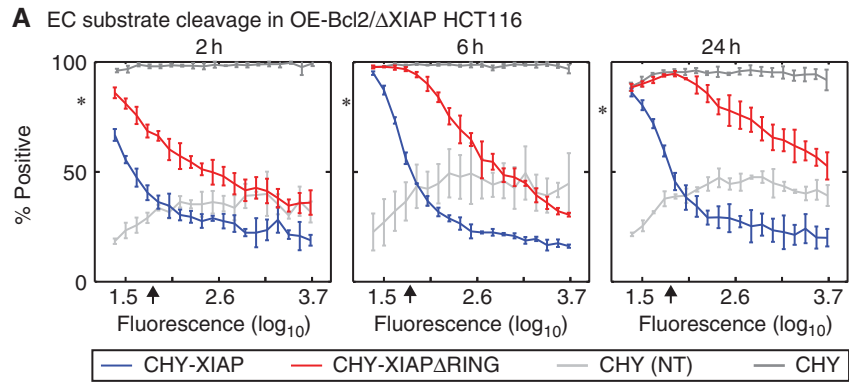 A EC substrate cleavage in OE-Bcl2/ΔXIAP HCT116
2 h 6 h 24 h
% Positive
100
50
0
*
*
*
1.5 2.6 3.7
1.5 2.6 3.7
1.5 2.6 3.7
Fluorescence (log10)
Fluorescence (log10)
Fluorescence (log10)
CHY-XIAP CHY-XIAPΔRING CHY (NT) CHY